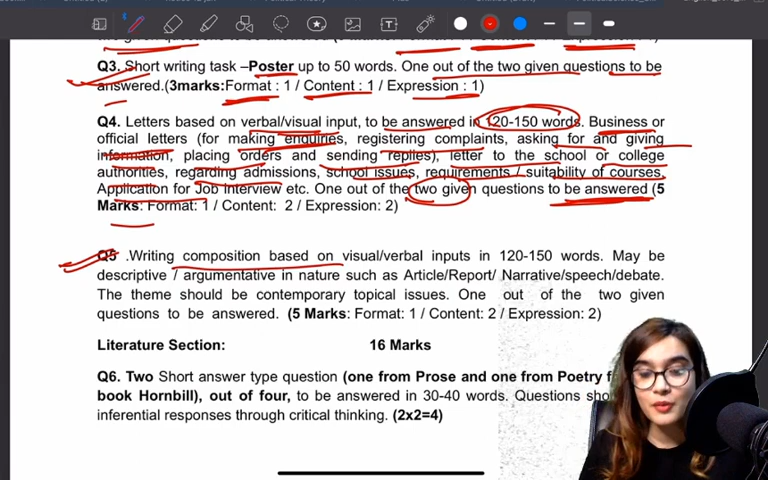 Q3. Short writing task –Poster up to 50 words. One out of the two given questions to be
answered.(3marks:Format : 1 / Content : 1 / Expression : 1)
Q4. Letters based on verbal/visual input, to be answered in 120-150 words. Business or
official letters (for making enquiries, registering complaints, asking for and giving
information, placing orders and sending replies), letter to the school or college
authorities, regarding admissions, school issues, requirements / suitability of courses,
Application for Job Interview etc. One out of the two given questions to be answered (5
Marks: Format: 1 / Content: 2 / Expression: 2)
Q5 .Writing composition based on visual/verbal inputs in 120-150 words. May be
descriptive / argumentative in nature such as Article/Report/ Narrative/speech/debate.
The theme should be contemporary topical issues. One out of the two given
questions to be answered. (5 Marks: Format: 1 / Content: 2 / Expression: 2)
Literature Section: 16 Marks
Q6. Two Short answer type question (one from Prose and one from Poetry
book Hornbill), out of four, to be answered in 30-40 words. Questions
inferential responses through critical thinking. (2x2=4)